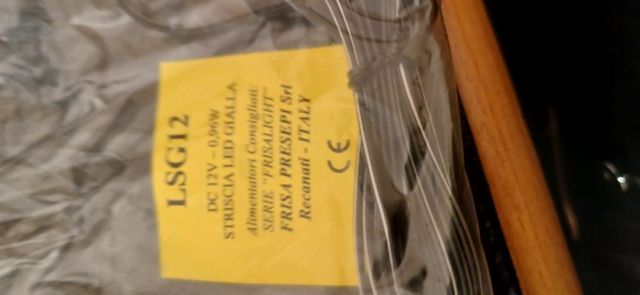 LSG12
DC 12V – 0,96W
STRISCIA LED GIALLA
Alimentatori Consigliati:
SERIE "FRISALIGHT"
FRISA PRESEPI Srl
Recanati - ITALY
CE